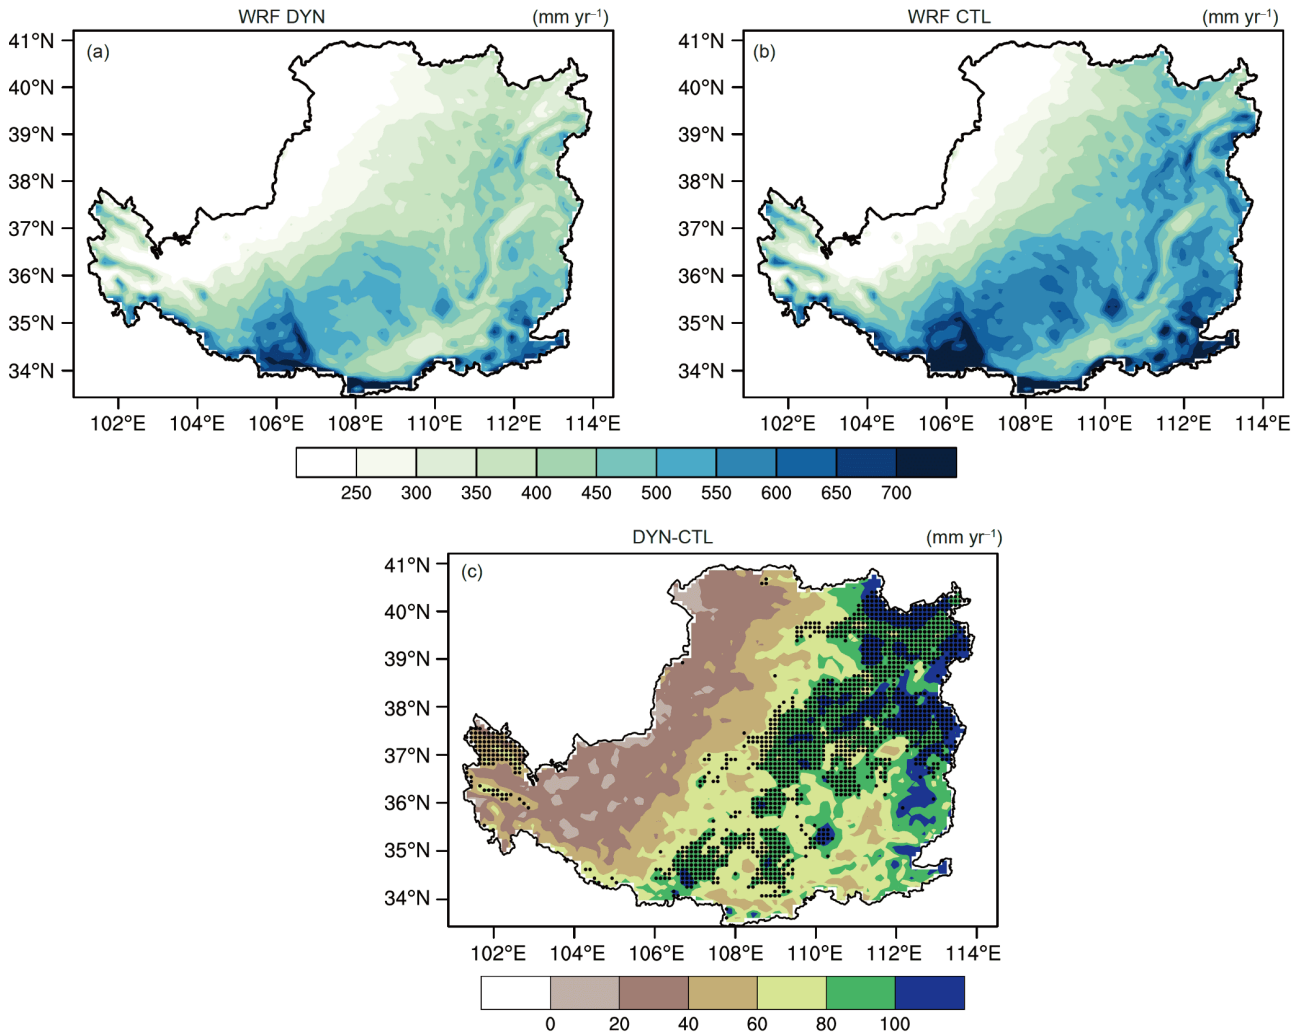 WRF DYN (mm yr⁻¹) WRF CTL (mm yr⁻¹)
(a) (b)
41°N 41°N
40°N 40°N
39°N 39°N
38°N 38°N
37°N 37°N
36°N 36°N
35°N 35°N
34°N 34°N
102°E 104°E 106°E 108°E 110°E 112°E 114°E 102°E 104°E 106°E 108°E 110°E 112°E 114°E
250 300 350 400 450 500 550 600 650 700
DYN-CTL (mm yr⁻¹)
(c)
41°N
40°N
39°N
38°N
37°N
36°N
35°N
34°N
102°E 104°E 106°E 108°E 110°E 112°E 114°E
0 20 40 60 80 100